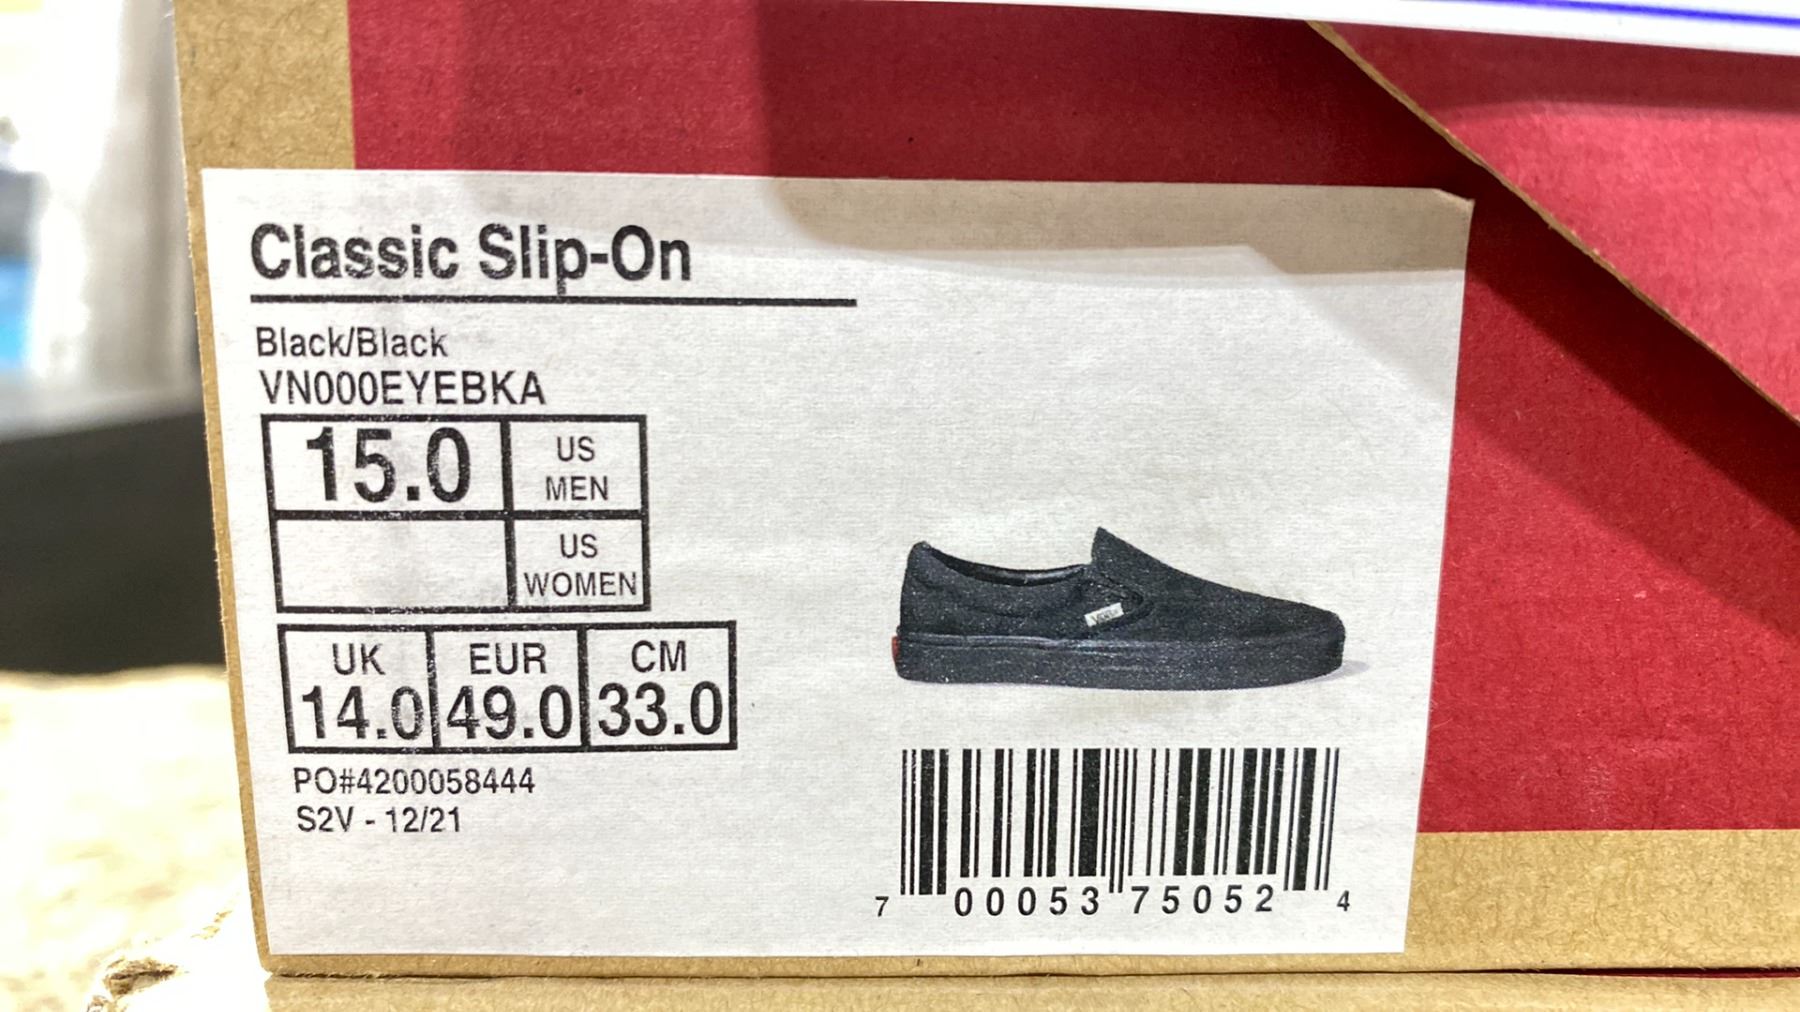 Classic Slip-On
Black/Black
VN000EYEBKA
15.0 US MEN
US WOMEN
UK EUR CM
14.0 49.0 33.0
PO#4200058444
S2V - 12/21
7 00053 75052 4